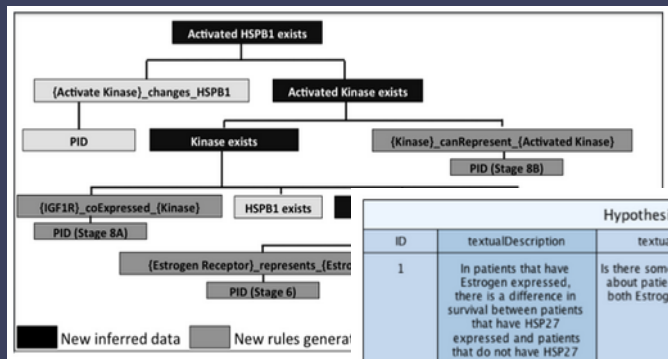 Activated HSPB1 exists
{Activate Kinase}_changes_HSPB1
Activated Kinase exists
PID
Kinase exists
{Kinase}_canRepresent_{Activated Kinase}
PID (Stage 8B)
{IGF1R}_coExpressed_{Kinase}
HSPB1 exists
PID (Stage 8A)
{Estrogen Receptor}_represents_{Estro
PID (Stage 6)
New inferred data
New rules genera
Hypothesi
ID
textualDescription
textua
1
In patients that have
Estrogen expressed,
there is a difference in
survival between patients
that have HSP27
expressed and patients
that do not have HSP27
Is there some
about patie
both Estrog